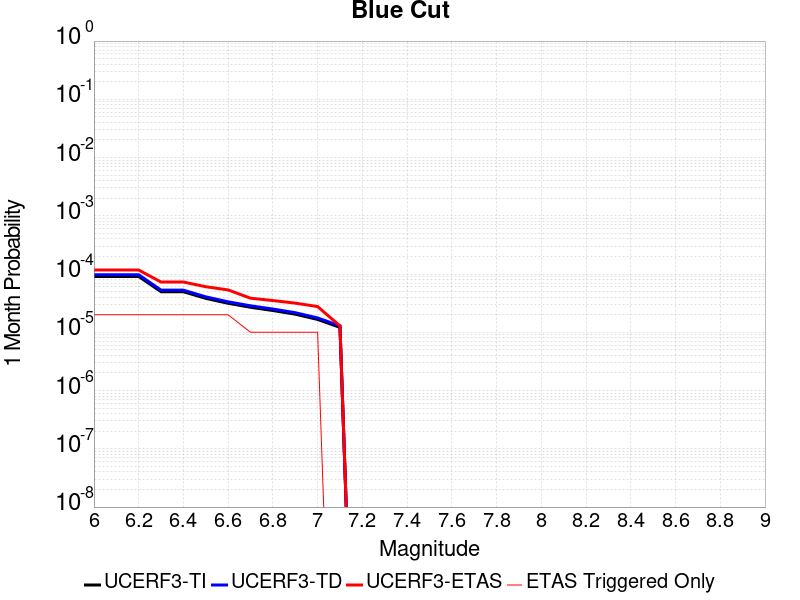 Blue Cut
10 0
10 -1
10 -2
10 -3
10 -4
10 -5
10 -6
10 -7
10 -8
1 Month Probability
6 6.2 6.4 6.6 6.8 7 7.2 7.4 7.6 7.8 8 8.2 8.4 8.6 8.8 9
Magnitude
UCERF3-TI UCERF3-TD UCERF3-ETAS ETAS Triggered Only